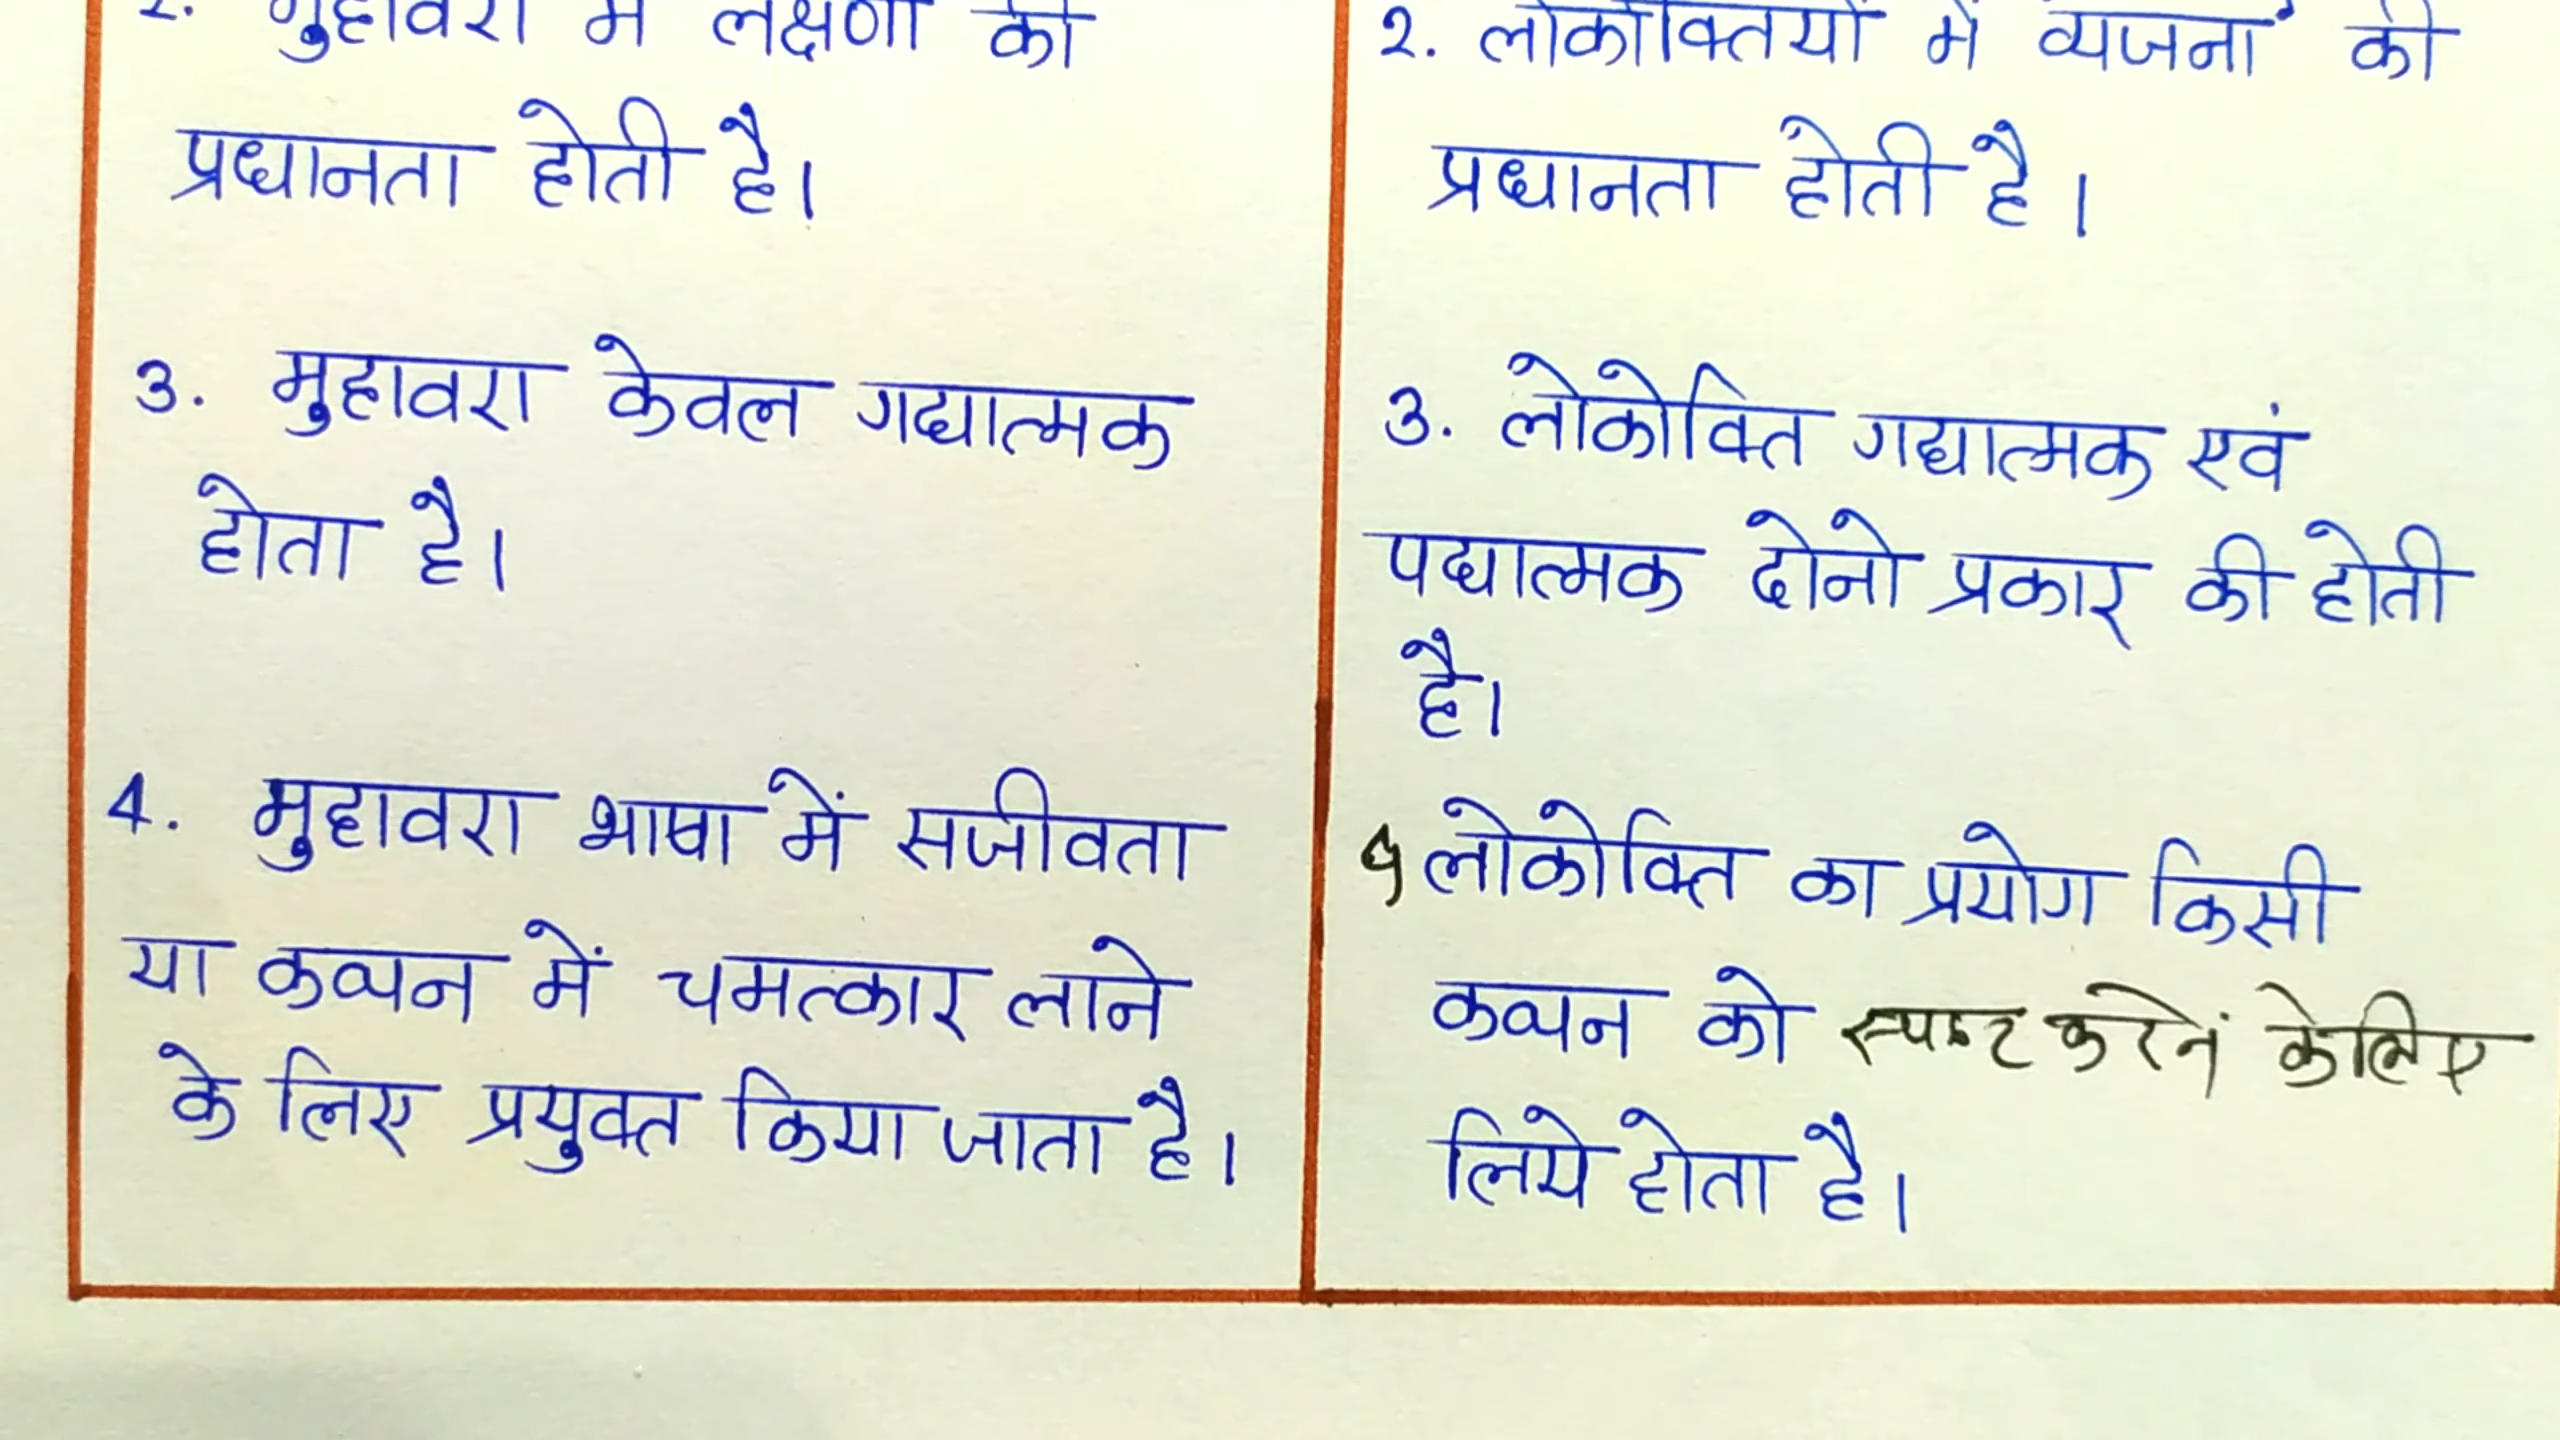 2. मुहावरा में लक्षणा की
प्रधानता होती है।
3. मुहावरा केवल गद्यात्मक
होता है।
4. मुहावरा भाषा में सजीवता
या कथन में चमत्कार लाने
के लिए प्रयुक्त किया जाता है।
2. लोकोक्तियों में व्यजना की
प्रधानता होती है।
3. लोकोक्ति गद्यात्मक एवं
पद्यात्मक दोनो प्रकार की होती
है।
4 लोकोक्ति का प्रयोग किसी
कथन को स्पष्ट करनें केलिए
लिये होता है।